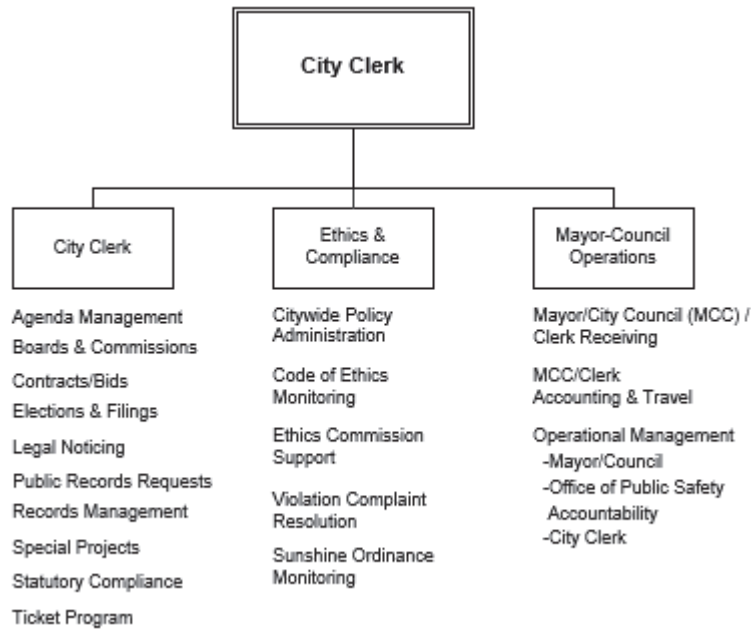 City Clerk
City Clerk
Agenda Management
Boards & Commissions
Contracts/Bids
Elections & Filings
Legal Noticing
Public Records Requests
Records Management
Special Projects
Statutory Compliance
Ticket Program
Ethics &
Compliance
Citywide Policy
Administration
Code of Ethics
Monitoring
Ethics Commission
Support
Violation Complaint
Resolution
Sunshine Ordinance
Monitoring
Mayor-Council
Operations
Mayor/City Council (MCC) /
Clerk Receiving
MCC/Clerk
Accounting & Travel
Operational Management
-Mayor/Council
-Office of Public Safety
Accountability
-City Clerk